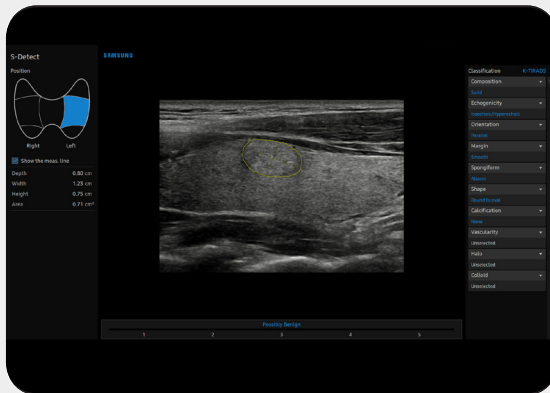 S-Detect
Position
Right Left
Show the meas. line
Depth 0.80 cm
Width 1.23 cm
Height 0.75 cm
Area 0.71 cm²
SAMSUNG
Possibly Benign
1 2 3 4 5
Classification K-TIRADS
Composition
Solid
Echogenicity
Isoechoic/Hyperechoic
Orientation
Parallel
Margin
Smooth
Spongiform
Absent
Shape
Round to oval
Calcification
None
Vascularity
Unselected
Halo
Unselected
Colloid
Unselected